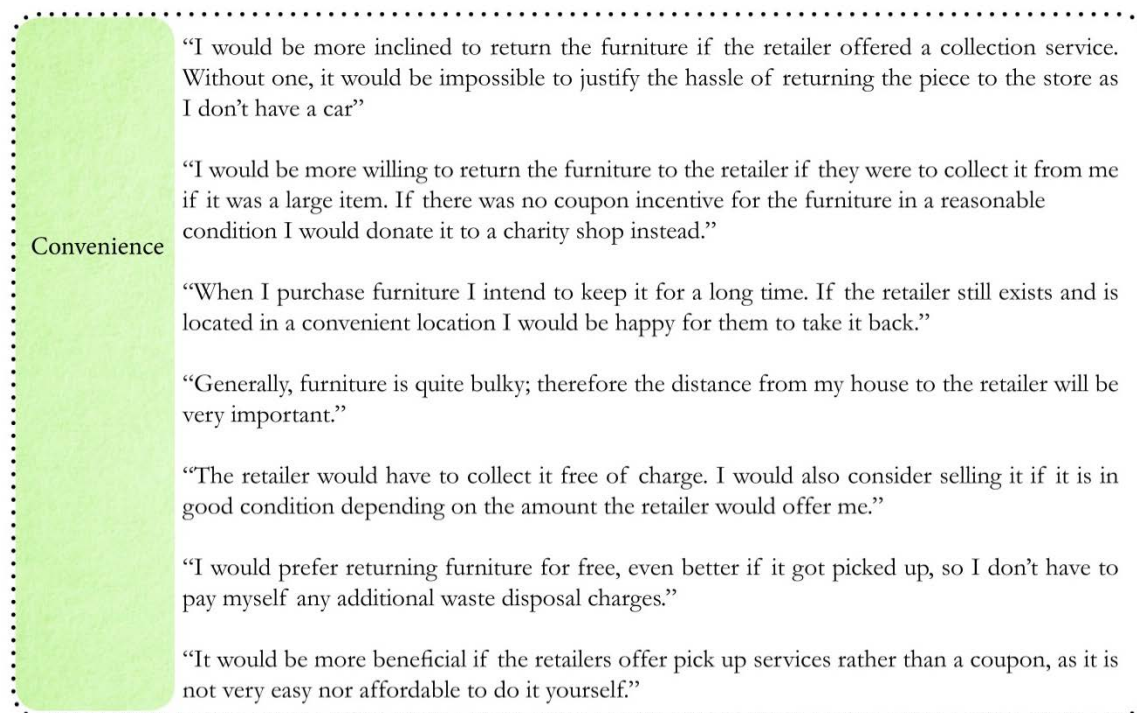 Convenience
“I would be more inclined to return the furniture if the retailer offered a collection service.
Without one, it would be impossible to justify the hassle of returning the piece to the store as
I don’t have a car”
“I would be more willing to return the furniture to the retailer if they were to collect it from me
if it was a large item. If there was no coupon incentive for the furniture in a reasonable
condition I would donate it to a charity shop instead.”
“When I purchase furniture I intend to keep it for a long time. If the retailer still exists and is
located in a convenient location I would be happy for them to take it back.”
“Generally, furniture is quite bulky; therefore the distance from my house to the retailer will be
very important.”
“The retailer would have to collect it free of charge. I would also consider selling it if it is in
good condition depending on the amount the retailer would offer me.”
“I would prefer returning furniture for free, even better if it got picked up, so I don’t have to
pay myself any additional waste disposal charges.”
“It would be more beneficial if the retailers offer pick up services rather than a coupon, as it is
not very easy nor affordable to do it yourself.”